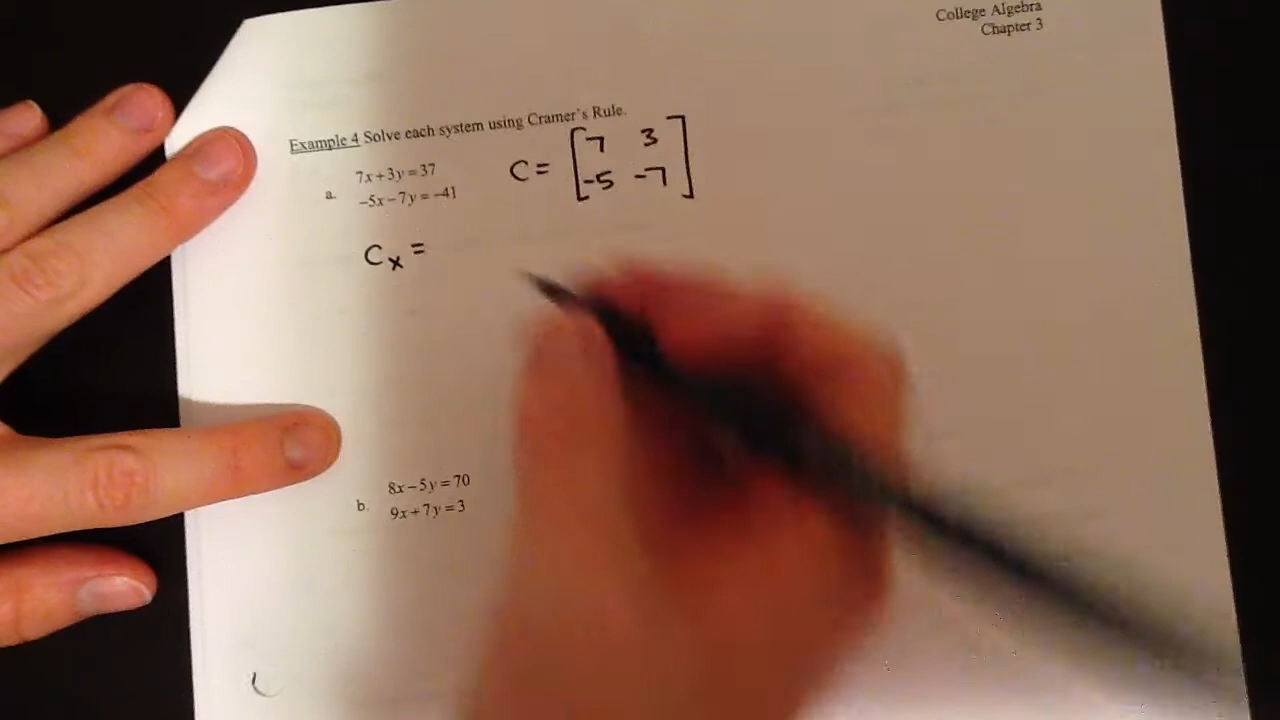 College Algebra
Chapter 3
Example 4 Solve each system using Cramer's Rule.
a. 7x+3y=37
-5x-7y=-41
C = [7 3
-5 -7]
Cx =
b. 8x-5y=70
9x+7y=3